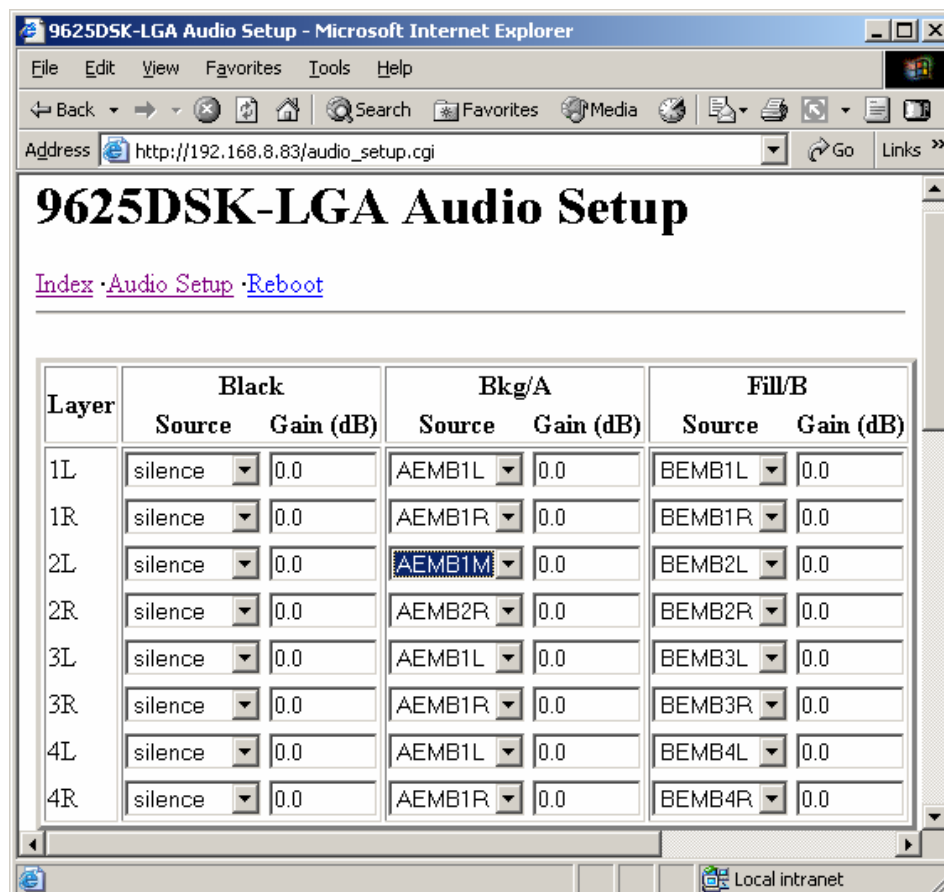 9625DSK-LGA Audio Setup - Microsoft Internet Explorer
File Edit View Favorites Tools Help
Back Search Favorites Media
Address http://192.168.8.83/audio_setup.cgi Go Links »
9625DSK-LGA Audio Setup
Index · Audio Setup · Reboot
Layer Black Bkg/A Fill/B
Source Gain (dB) Source Gain (dB) Source Gain (dB)
1L silence 0.0 AEMB1L 0.0 BEMB1L 0.0
1R silence 0.0 AEMB1R 0.0 BEMB1R 0.0
2L silence 0.0 AEMB1M 0.0 BEMB2L 0.0
2R silence 0.0 AEMB2R 0.0 BEMB2R 0.0
3L silence 0.0 AEMB1L 0.0 BEMB3L 0.0
3R silence 0.0 AEMB1R 0.0 BEMB3R 0.0
4L silence 0.0 AEMB1L 0.0 BEMB4L 0.0
4R silence 0.0 AEMB1R 0.0 BEMB4R 0.0
Local intranet